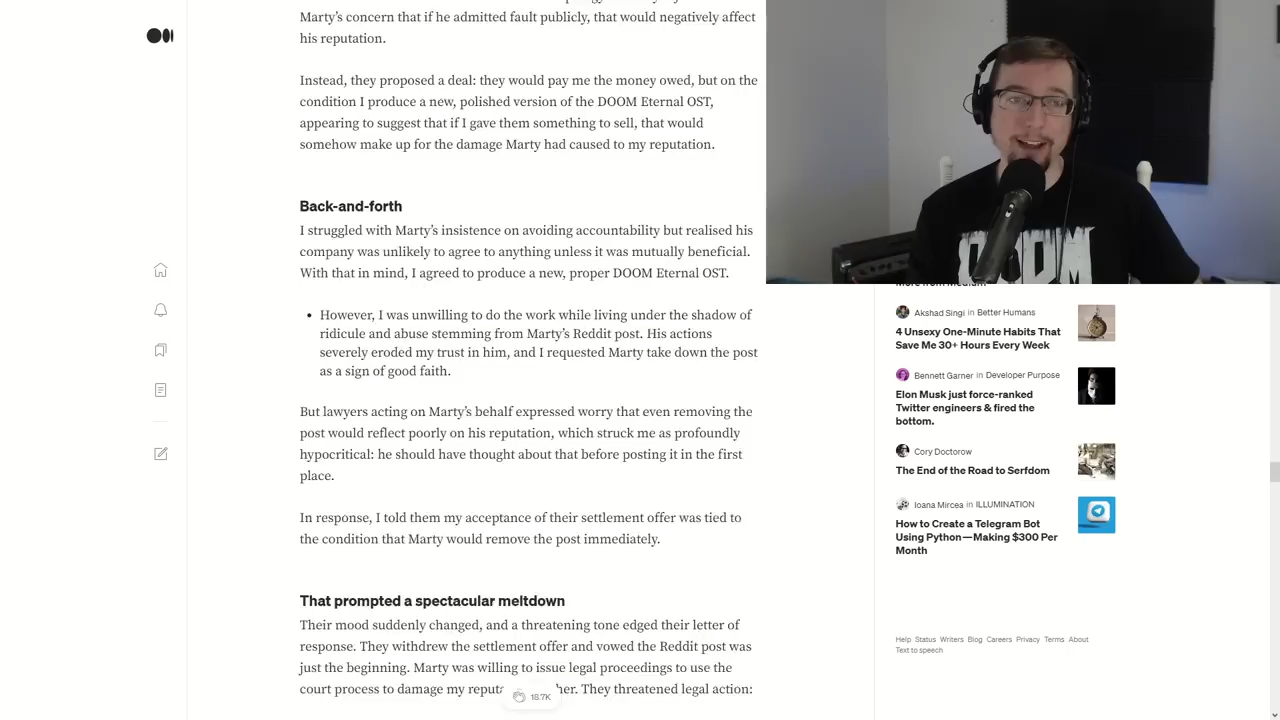 Marty's concern that if he admitted fault publicly, that would negatively affect
his reputation.
Instead, they proposed a deal: they would pay me the money owed, but on the
condition I produce a new, polished version of the DOOM Eternal OST,
appearing to suggest that if I gave them something to sell, that would
somehow make up for the damage Marty had caused to my reputation.
Back-and-forth
I struggled with Marty's insistence on avoiding accountability but realised his
company was unlikely to agree to anything unless it was mutually beneficial.
With that in mind, I agreed to produce a new, proper DOOM Eternal OST.
• However, I was unwilling to do the work while living under the shadow of
ridicule and abuse stemming from Marty's Reddit post. His actions
severely eroded my trust in him, and I requested Marty take down the post
as a sign of good faith.
But lawyers acting on Marty's behalf expressed worry that even removing the
post would reflect poorly on his reputation, which struck me as profoundly
hypocritical: he should have thought about that before posting it in the first
place.
In response, I told them my acceptance of their settlement offer was tied to
the condition that Marty would remove the post immediately.
That prompted a spectacular meltdown
Their mood suddenly changed, and a threatening tone edged their letter of
response. They withdrew the settlement offer and vowed the Reddit post was
just the beginning. Marty was willing to issue legal proceedings to use the
court process to damage my
her. They threatened legal action:
18.7K
DOOM
More from Medium
Akshad Singi in Better Humans
4 Unsexy One-Minute Habits That
Save Me 30+ Hours Every Week
Bennett Garner in Developer Purpose
Elon Musk just force-ranked
Twitter engineers & fired the
bottom.
Cory Doctorow
The End of the Road to Serfdom
Ioana Mircea in ILLUMINATION
How to Create a Telegram Bot
Using Python—Making $300 Per
Month
Help Status Writers Blog Careers Privacy Terms About
Text to speech